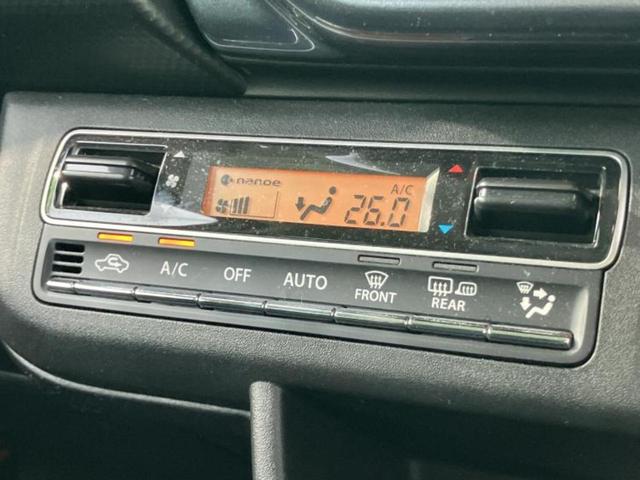 nanoe
A/C
26.0
A/C
OFF
AUTO
FRONT
REAR